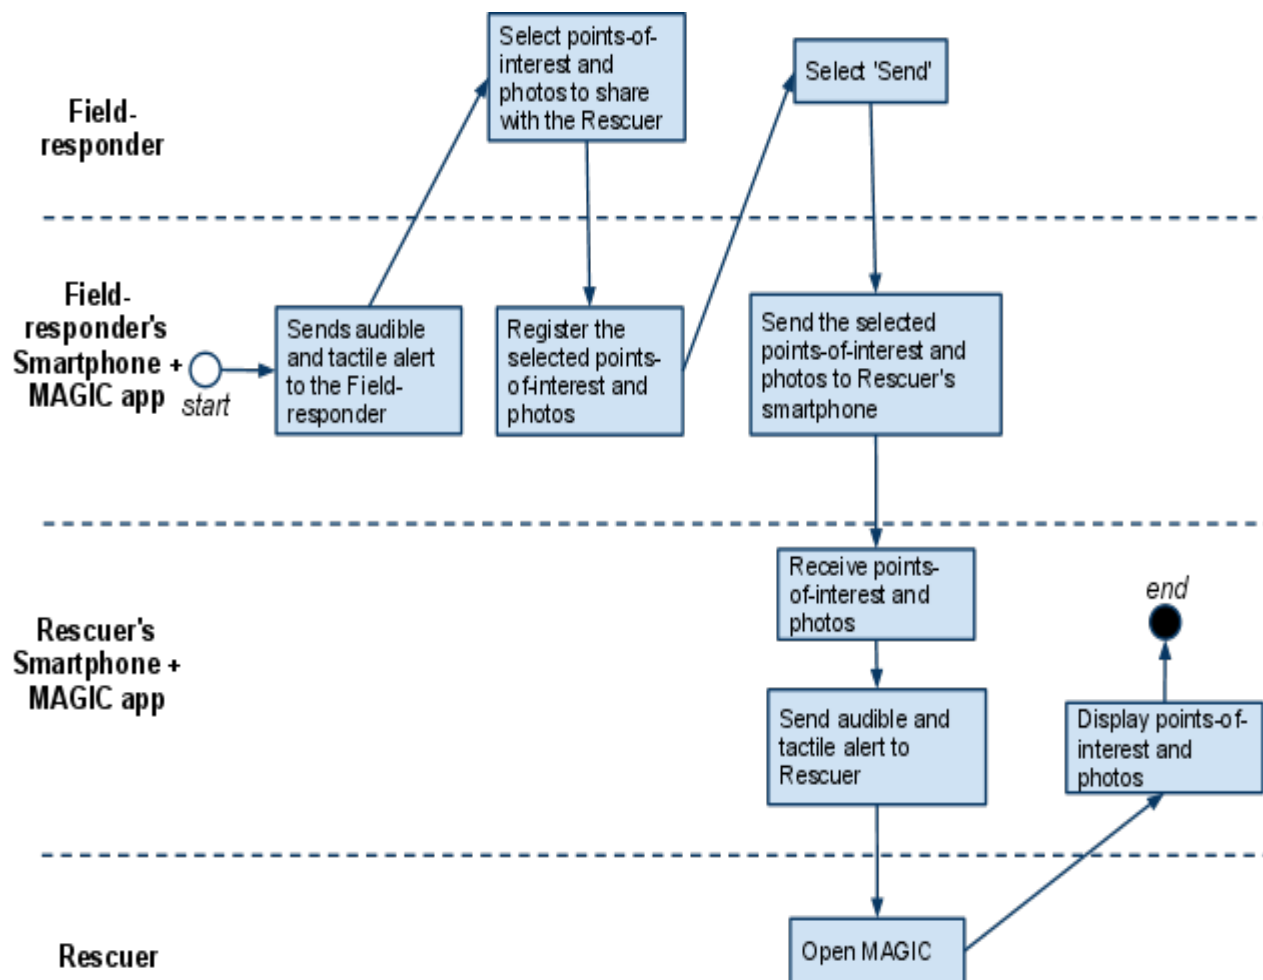 Field-
responder
Select points-of-
interest and
photos to share
with the Rescuer
Select 'Send'
Field-
responder's
Smartphone +
MAGIC app
start
Sends audible
and tactile alert
to the Field-
responder
Register the
selected points-
of-interest and
photos
Send the selected
points-of-interest and
photos to Rescuer's
smartphone
Rescuer's
Smartphone +
MAGIC app
Receive points-
of-interest and
photos
Send audible and
tactile alert to
Rescuer
end
Display points-of-
interest and
photos
Rescuer
Open MAGIC